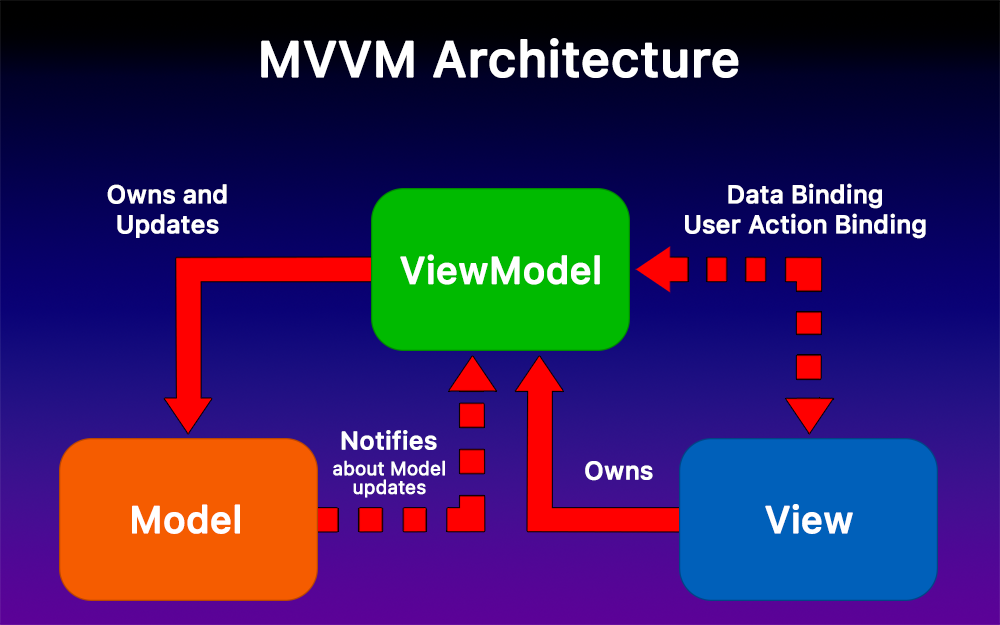 MVVM Architecture
Owns and
Updates
Data Binding
User Action Binding
ViewModel
Notifies
about Model
updates
Owns
Model
View